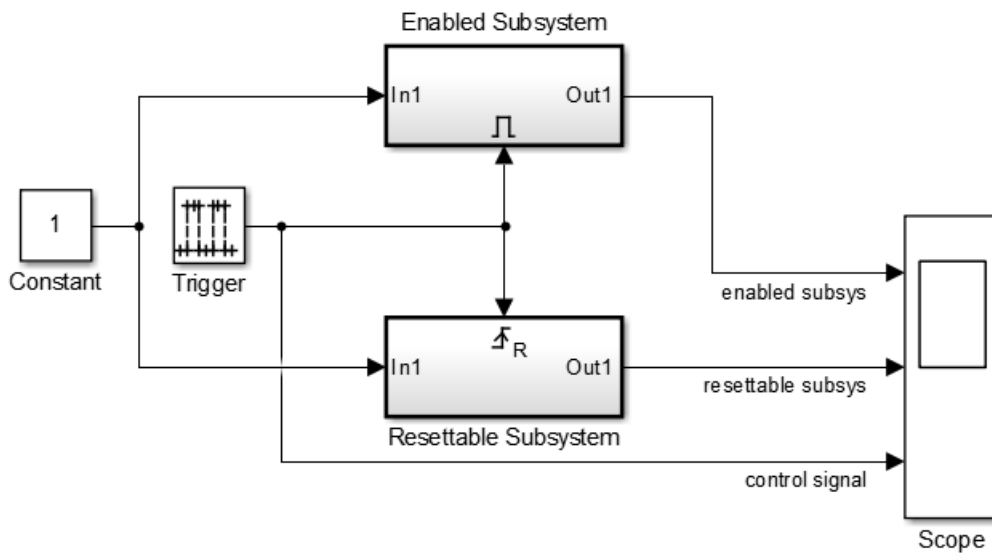 Enabled Subsystem
In1
Out1
1
Constant
Trigger
enabled subsys
R
In1
Out1
resettable subsys
Resettable Subsystem
control signal
Scope